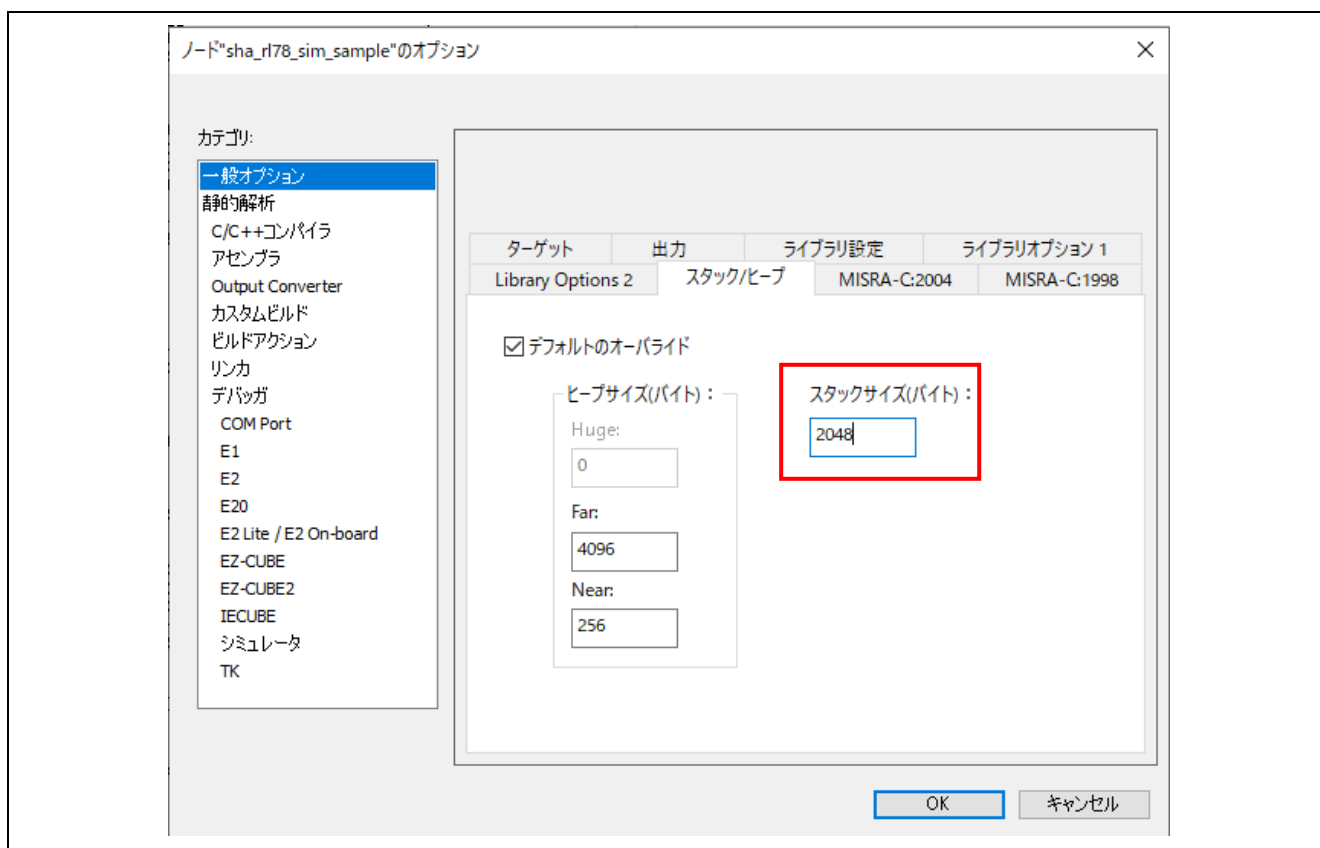 ノード"sha_rl78_sim_sample"のオプション
カテゴリ:
一般オプション
静的解析
C/C++コンパイラ
アセンブラ
Output Converter
カスタムビルド
ビルドアクション
リンカ
デバッガ
COM Port
E1
E2
E20
E2 Lite / E2 On-board
EZ-CUBE
EZ-CUBE2
IECUBE
シミュレータ
TK
ターゲット 出力 ライブラリ設定 ライブラリオプション 1
Library Options 2 スタック/ヒープ MISRA-C:2004 MISRA-C:1998
デフォルトのオーバライド
ヒープサイズ(バイト)： スタックサイズ(バイト)：
Huge: 2048
0
Far:
4096
Near:
256
OK キャンセル